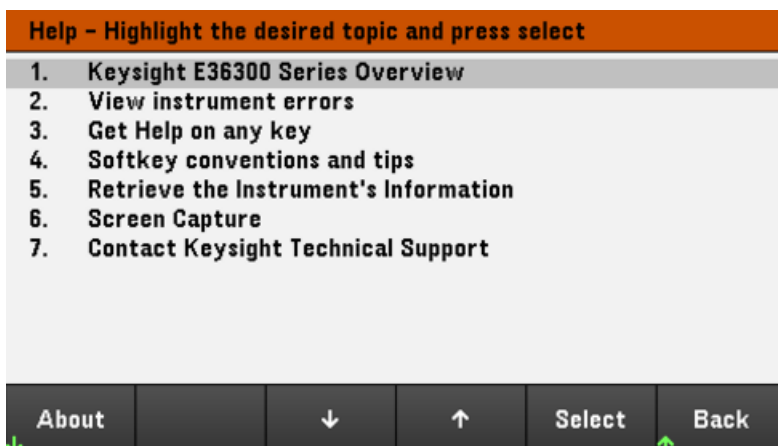 Help - Highlight the desired topic and press select
1. Keysight E36300 Series Overview
2. View instrument errors
3. Get Help on any key
4. Softkey conventions and tips
5. Retrieve the Instrument's Information
6. Screen Capture
7. Contact Keysight Technical Support
About ↓ ↑ Select Back